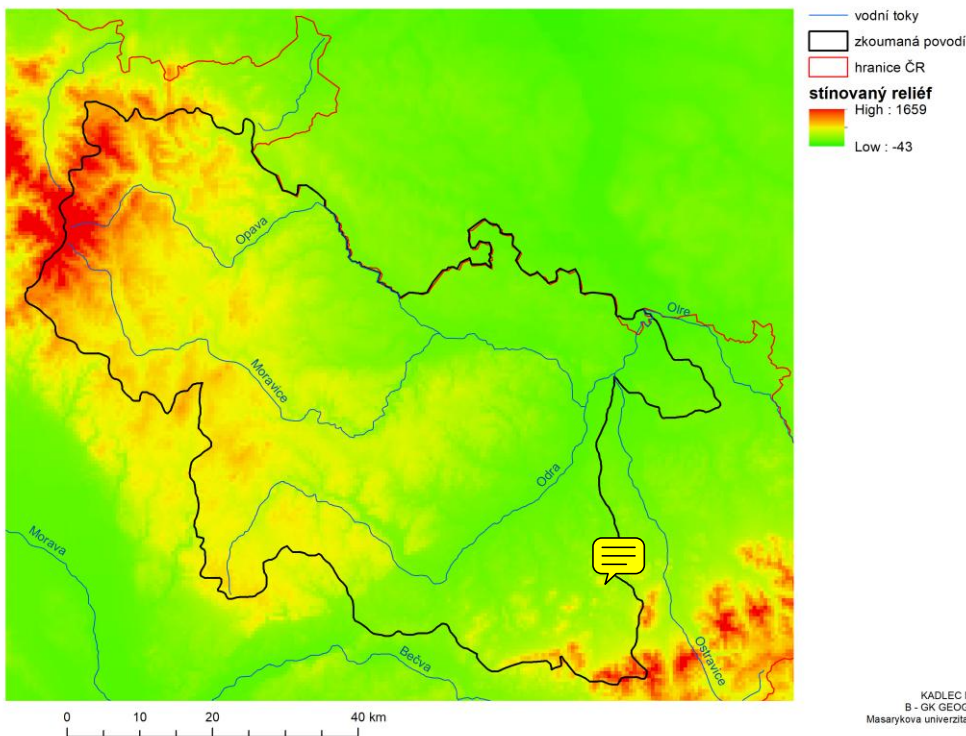 vodní toky
zkoumaná povodí
hranice ČR
stínovaný reliéf
High : 1659
Low : -43
Opava
Olre
Moravice
Odra
Morava
Bečva
Ostravice
0 10 20 40 km
KADLEC
B - GK GEOG
Masarykova univerzita